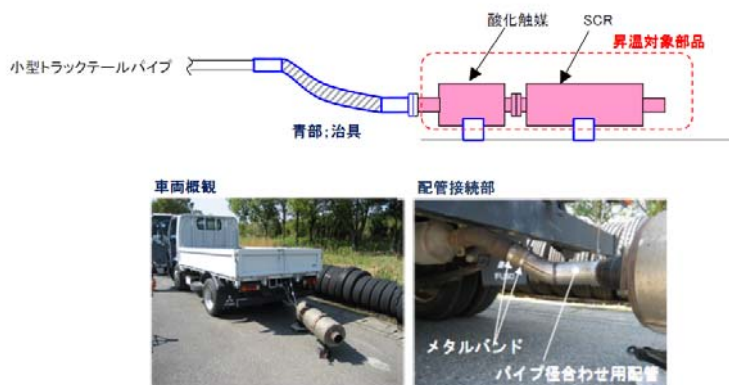 酸化触媒
SCR
昇温対象部品
小型トラックテールパイプ
青部;治具
車両概観
配管接続部
メタルバンド
パイプ径合わせ用配管